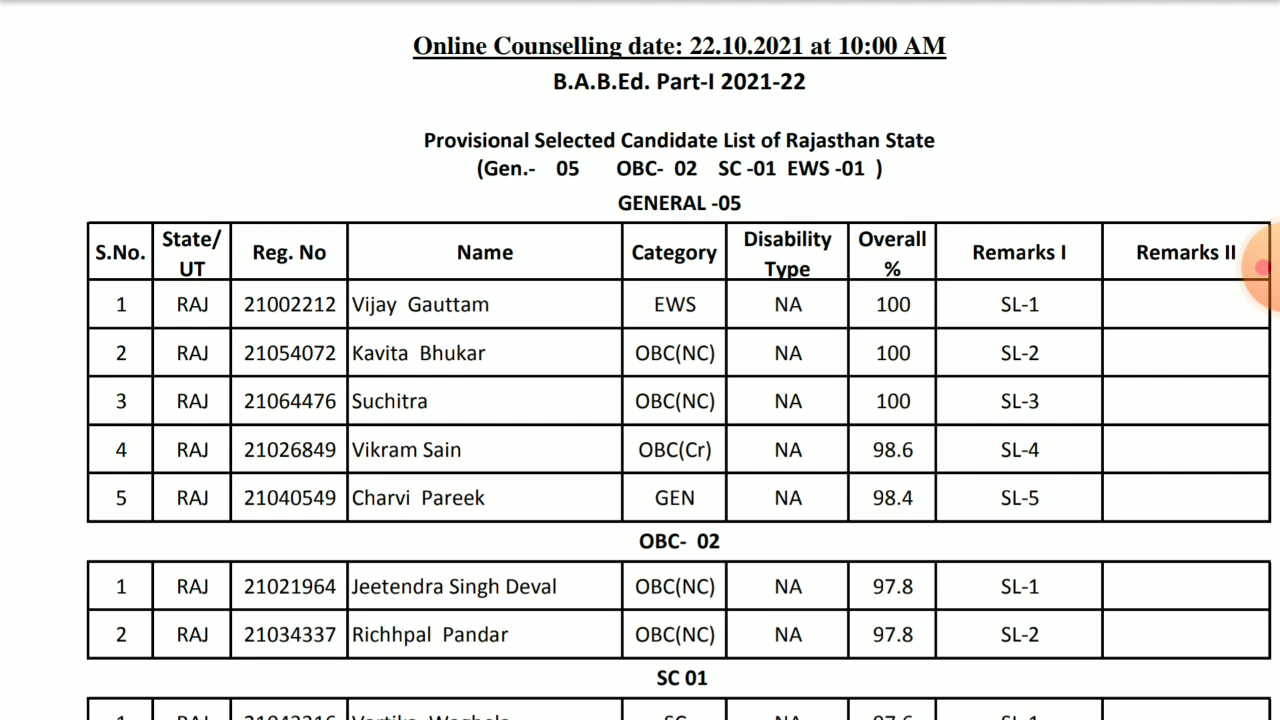 Online Counselling date: 22.10.2021 at 10:00 AM
B.A.B.Ed. Part-I 2021-22
Provisional Selected Candidate List of Rajasthan State
(Gen.- 05 OBC- 02 SC -01 EWS -01 )
GENERAL -05
S.No. State/ UT Reg. No Name Category Disability Type Overall % Remarks I Remarks II
1 RAJ 21002212 Vijay Gauttam EWS NA 100 SL-1
2 RAJ 21054072 Kavita Bhukar OBC(NC) NA 100 SL-2
3 RAJ 21064476 Suchitra OBC(NC) NA 100 SL-3
4 RAJ 21026849 Vikram Sain OBC(Cr) NA 98.6 SL-4
5 RAJ 21040549 Charvi Pareek GEN NA 98.4 SL-5
OBC- 02
1 RAJ 21021964 Jeetendra Singh Deval OBC(NC) NA 97.8 SL-1
2 RAJ 21034337 Richhpal Pandar OBC(NC) NA 97.8 SL-2
SC 01
1 RAJ SC NA SL-1